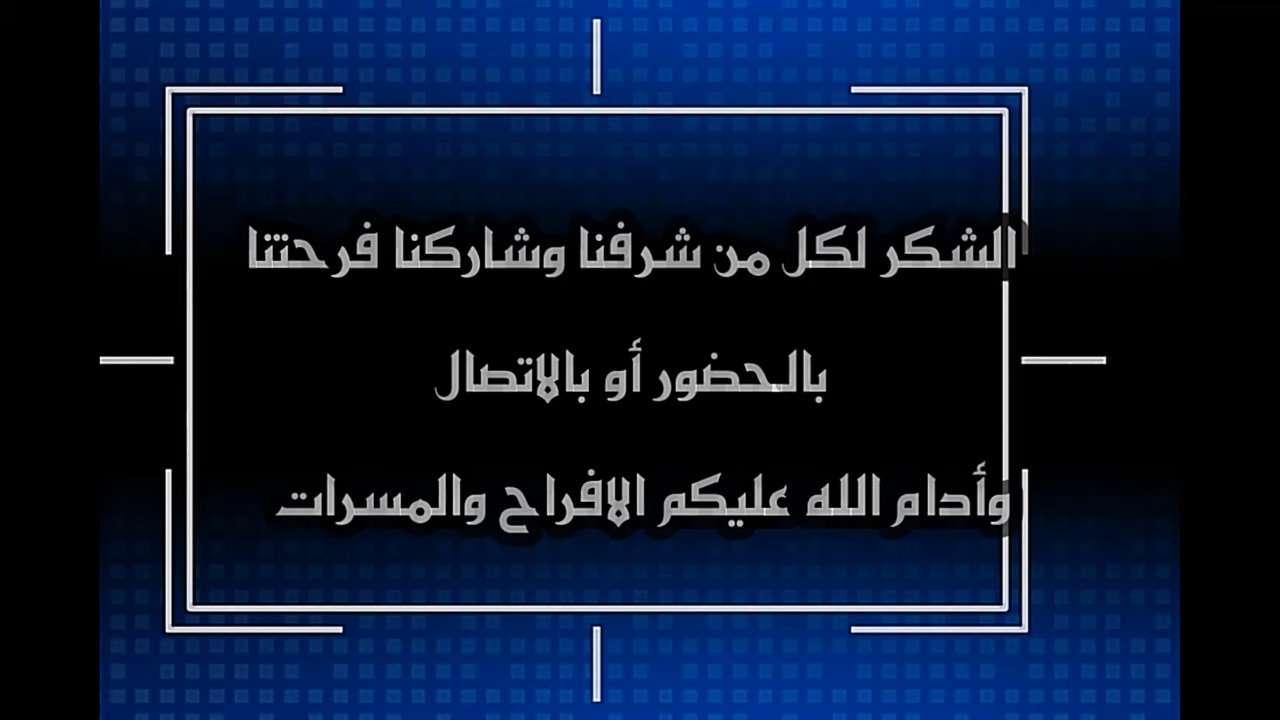 الشكر لكل من شرفنا وشاركنا فرحتنا
بالحضور أو بالاتصال
وأدام الله عليكم الافراح والمسرات